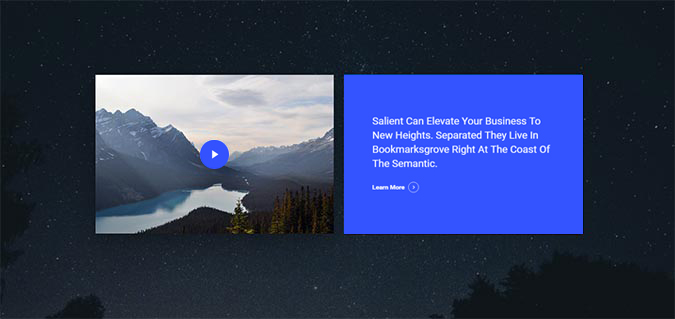 Salient Can Elevate Your Business To
New Heights. Separated They Live In
Bookmarksgrove Right At The Coast Of
The Semantic.
Learn More